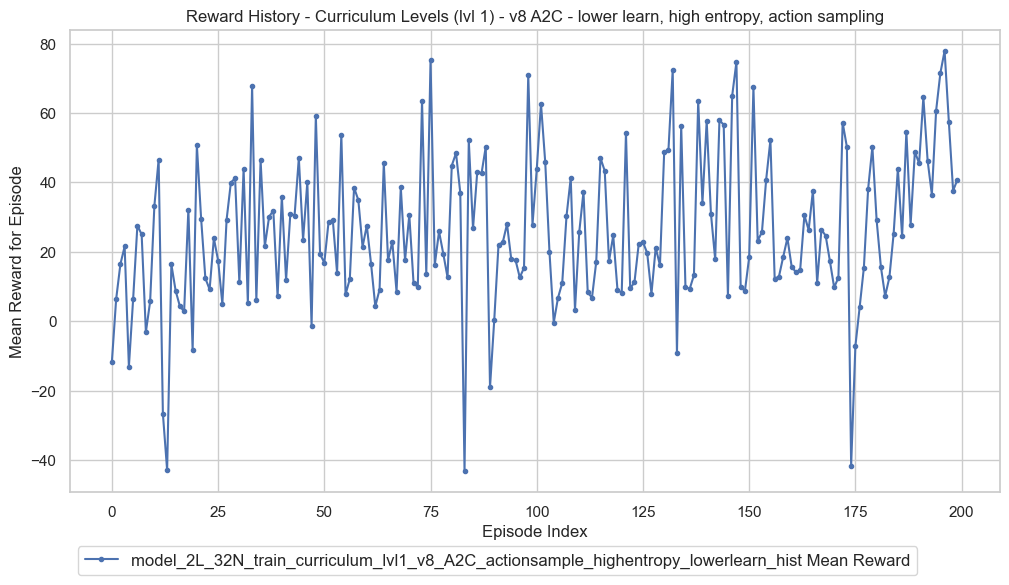 Reward History - Curriculum Levels (lvl 1) - v8 A2C - lower learn, high entropy, action sampling
Mean Reward for Episode
80
60
40
20
0
−20
−40
0 25 50 75 100 125 150 175 200
Episode Index
model_2L_32N_train_curriculum_lvl1_v8_A2C_actionsample_highentropy_lowerlearn_hist Mean Reward